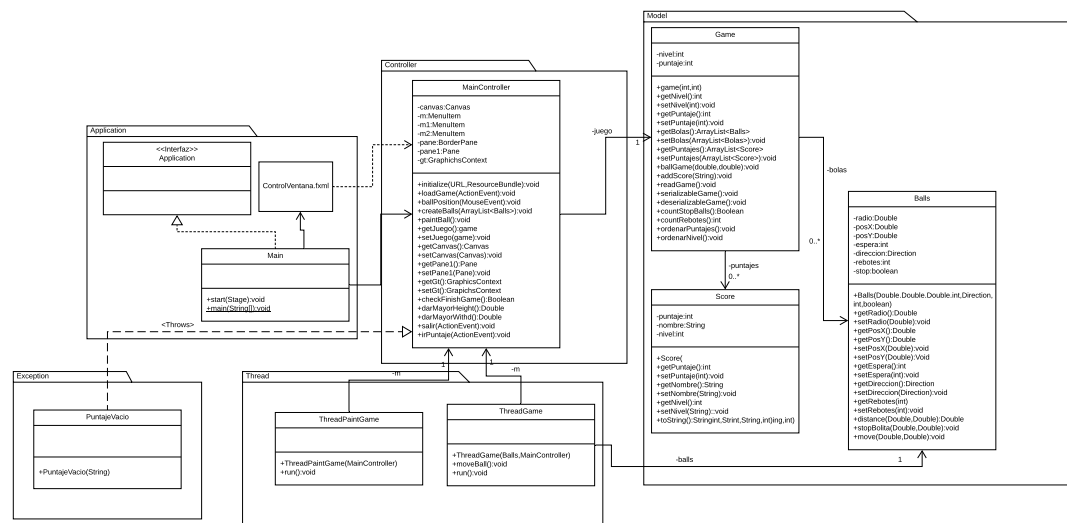 Application
<<Interfaz>>
Application
ControlVentana.fxml
Main
+start(Stage):void
+main(String[]):void
<Throws>
Exception
PuntajeVacio
+PuntajeVacio(String)
Controller
MainController
-canvas:Canvas
-m:MenuItem
-m1:MenuItem
-m2:MenuItem
-pane:BorderPane
-pane1:Pane
-gt:GraphichsContext
+initialize(URL,ResourceBundle):void
+loadGame(ActionEvent):void
+ballPosition(MouseEvent):void
+createBalls(ArrayList<Balls>):void
+paintBall():void
+getJuego():game
+setJuego(game):void
+getCanvas():Canvas
+setCanvas(Canvas):void
+getPane1():Pane
+setPane1(Pane):void
+getGt():GraphicsContext
+setGt():GrapichsContext
+checkFinishGame():Boolean
+darMayorHeight():Double
+darMayorWithd():Double
+salir(ActionEvent):void
+irPuntaje(ActionEvent):void
1
-m
1
-m
Thread
ThreadPaintGame
+ThreadPaintGame(MainController)
+run():void
ThreadGame
+ThreadGame(Balls,MainController)
+moveBall():void
+run():void
-balls
1
-juego
1
Model
Game
-nivel:int
-puntaje:int
+game(int,int)
+getNivel():int
+setNivel(int):void
+getPuntaje():int
+setPuntaje(int):void
+getBolas():ArrayList<Balls>
+setBolas(ArrayList<Bolas>):void
+getPuntajes():ArrayList<Score>
+setPuntajes(ArrayList<Score>):void
+ballGame(double,double):void
+addScore(String):void
+readGame():void
+serializableGame():void
+deserializableGame():void
+countStopBalls():Boolean
+countRebotes():int
+ordenarPuntajes():void
+ordenarNivel():void
-bolas
0..*
-puntajes
0..*
Score
-puntaje:int
-nombre:String
-nivel:int
+Score(
+getPuntaje():int
+setPuntaje(int):void
+getNombre():String
+setNombre(String):void
+getNivel():int
+setNivel(String)::void
+toString():Stringint,Strint,String,int)ing,int)
Balls
-radio:Double
-posX:Double
-posY:Double
-espera:int
-direccion:Direction
-rebotes:int
-stop:boolean
+Balls(Double.Double.Double.int,Direction,
int,boolean)
+getRadio():Double
+setRadio(Double):void
+getPosX():Double
+getPosY():Double
+setPosX(Double):void
+setPosY(Double):void
+getEspera():int
+setEspera(int):void
+getDireccion():Direction
+setDireccion(Direction):void
+getRebotes(int)
+setRebotes(int):void
+distance(Double,Double):Double
+stopBolita(Double,Double):void
+move(Double,Double):void